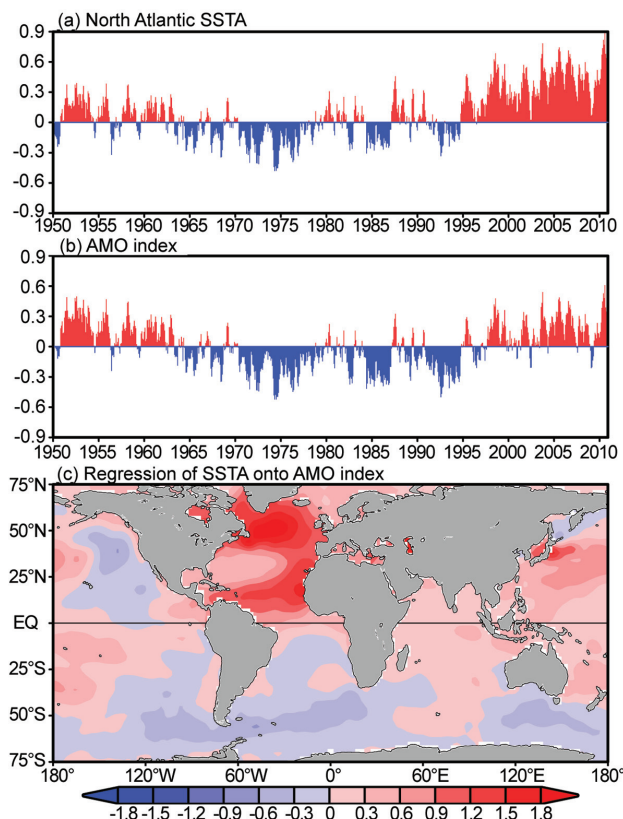 (a) North Atlantic SSTA
0.9
0.6
0.3
0
-0.3
-0.6
-0.9
1950 1955 1960 1965 1970 1975 1980 1985 1990 1995 2000 2005 2010
(b) AMO index
0.9
0.6
0.3
0
-0.3
-0.6
-0.9
1950 1955 1960 1965 1970 1975 1980 1985 1990 1995 2000 2005 2010
(c) Regression of SSTA onto AMO index
75°N
50°N
25°N
EQ
25°S
50°S
75°S
180° 120°W 60°W 0° 60°E 120°E 180°
-1.8 -1.5 -1.2 -0.9 -0.6 -0.3 0 0.3 0.6 0.9 1.2 1.5 1.8